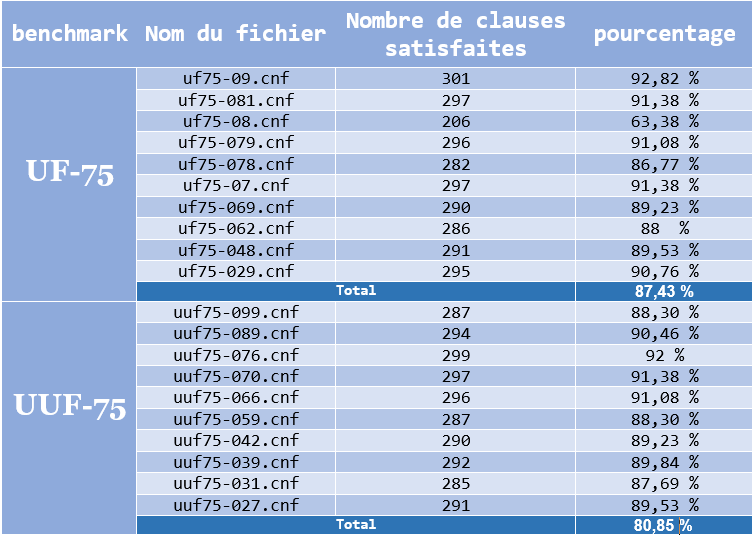 benchmark Nom du fichier Nombre de clauses satisfaites pourcentage
UF-75
uf75-09.cnf 301 92,82 %
uf75-081.cnf 297 91,38 %
uf75-08.cnf 206 63,38 %
uf75-079.cnf 296 91,08 %
uf75-078.cnf 282 86,77 %
uf75-07.cnf 297 91,38 %
uf75-069.cnf 290 89,23 %
uf75-062.cnf 286 88 %
uf75-048.cnf 291 89,53 %
uf75-029.cnf 295 90,76 %
Total 87,43 %
UUF-75
uuf75-099.cnf 287 88,30 %
uuf75-089.cnf 294 90,46 %
uuf75-076.cnf 299 92 %
uuf75-070.cnf 297 91,38 %
uuf75-066.cnf 296 91,08 %
uuf75-059.cnf 287 88,30 %
uuf75-042.cnf 290 89,23 %
uuf75-039.cnf 292 89,84 %
uuf75-031.cnf 285 87,69 %
uuf75-027.cnf 291 89,53 %
Total 80,85 %